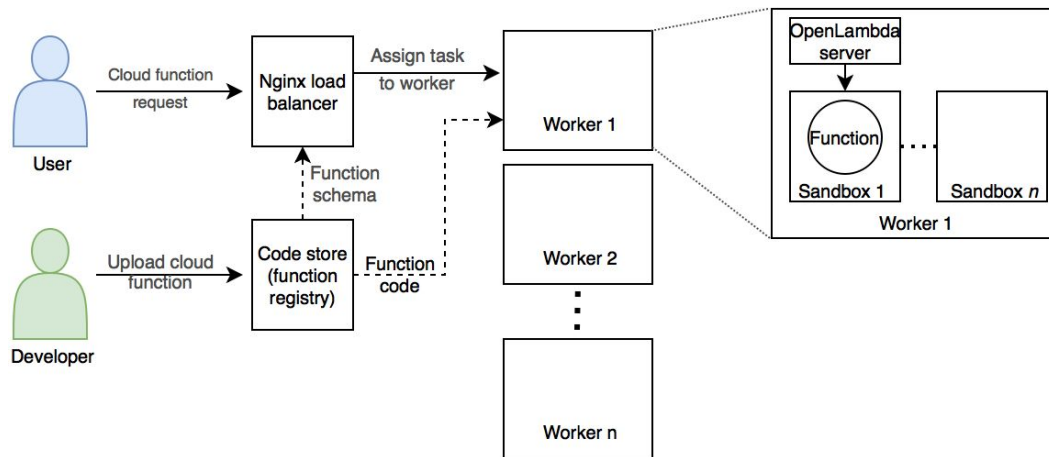 Cloud function
request
User
Nginx load
balancer
Assign task
to worker
Worker 1
OpenLambda
server
Function
Sandbox 1
Sandbox n
Worker 1
Function
schema
Upload cloud
function
Developer
Code store
(function
registry)
Function
code
Worker 2
Worker n